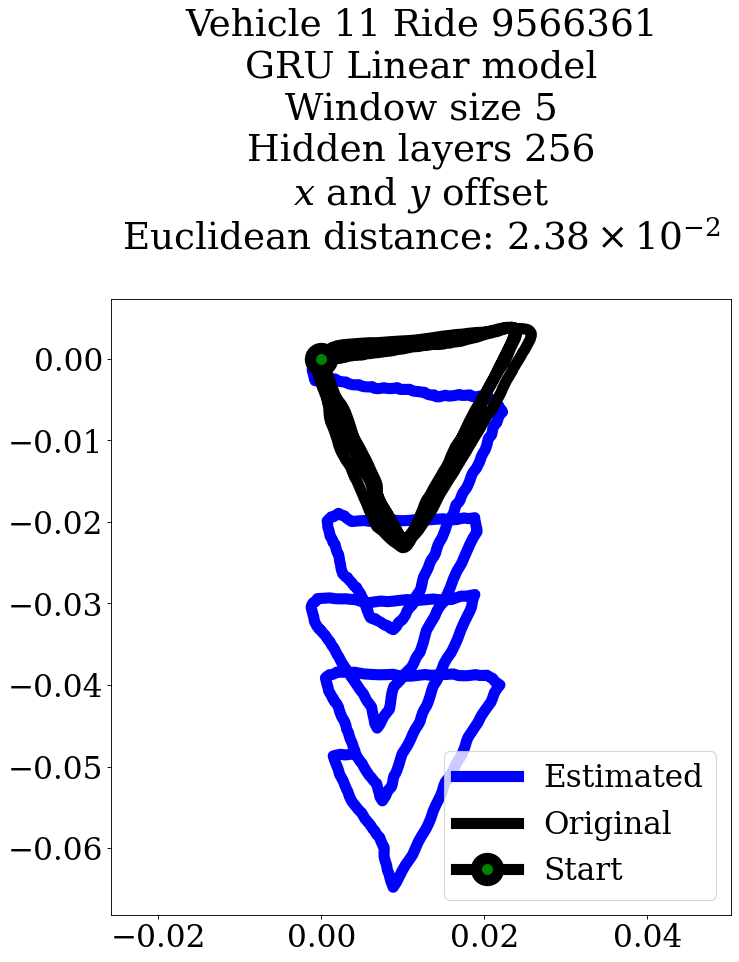 Vehicle 11 Ride 9566361
GRU Linear model
Window size 5
Hidden layers 256
x and y offset
Euclidean distance: 2.38 × 10⁻²
0.00
−0.01
−0.02
−0.03
−0.04
−0.05
−0.06
Estimated
Original
Start
−0.02 0.00 0.02 0.04